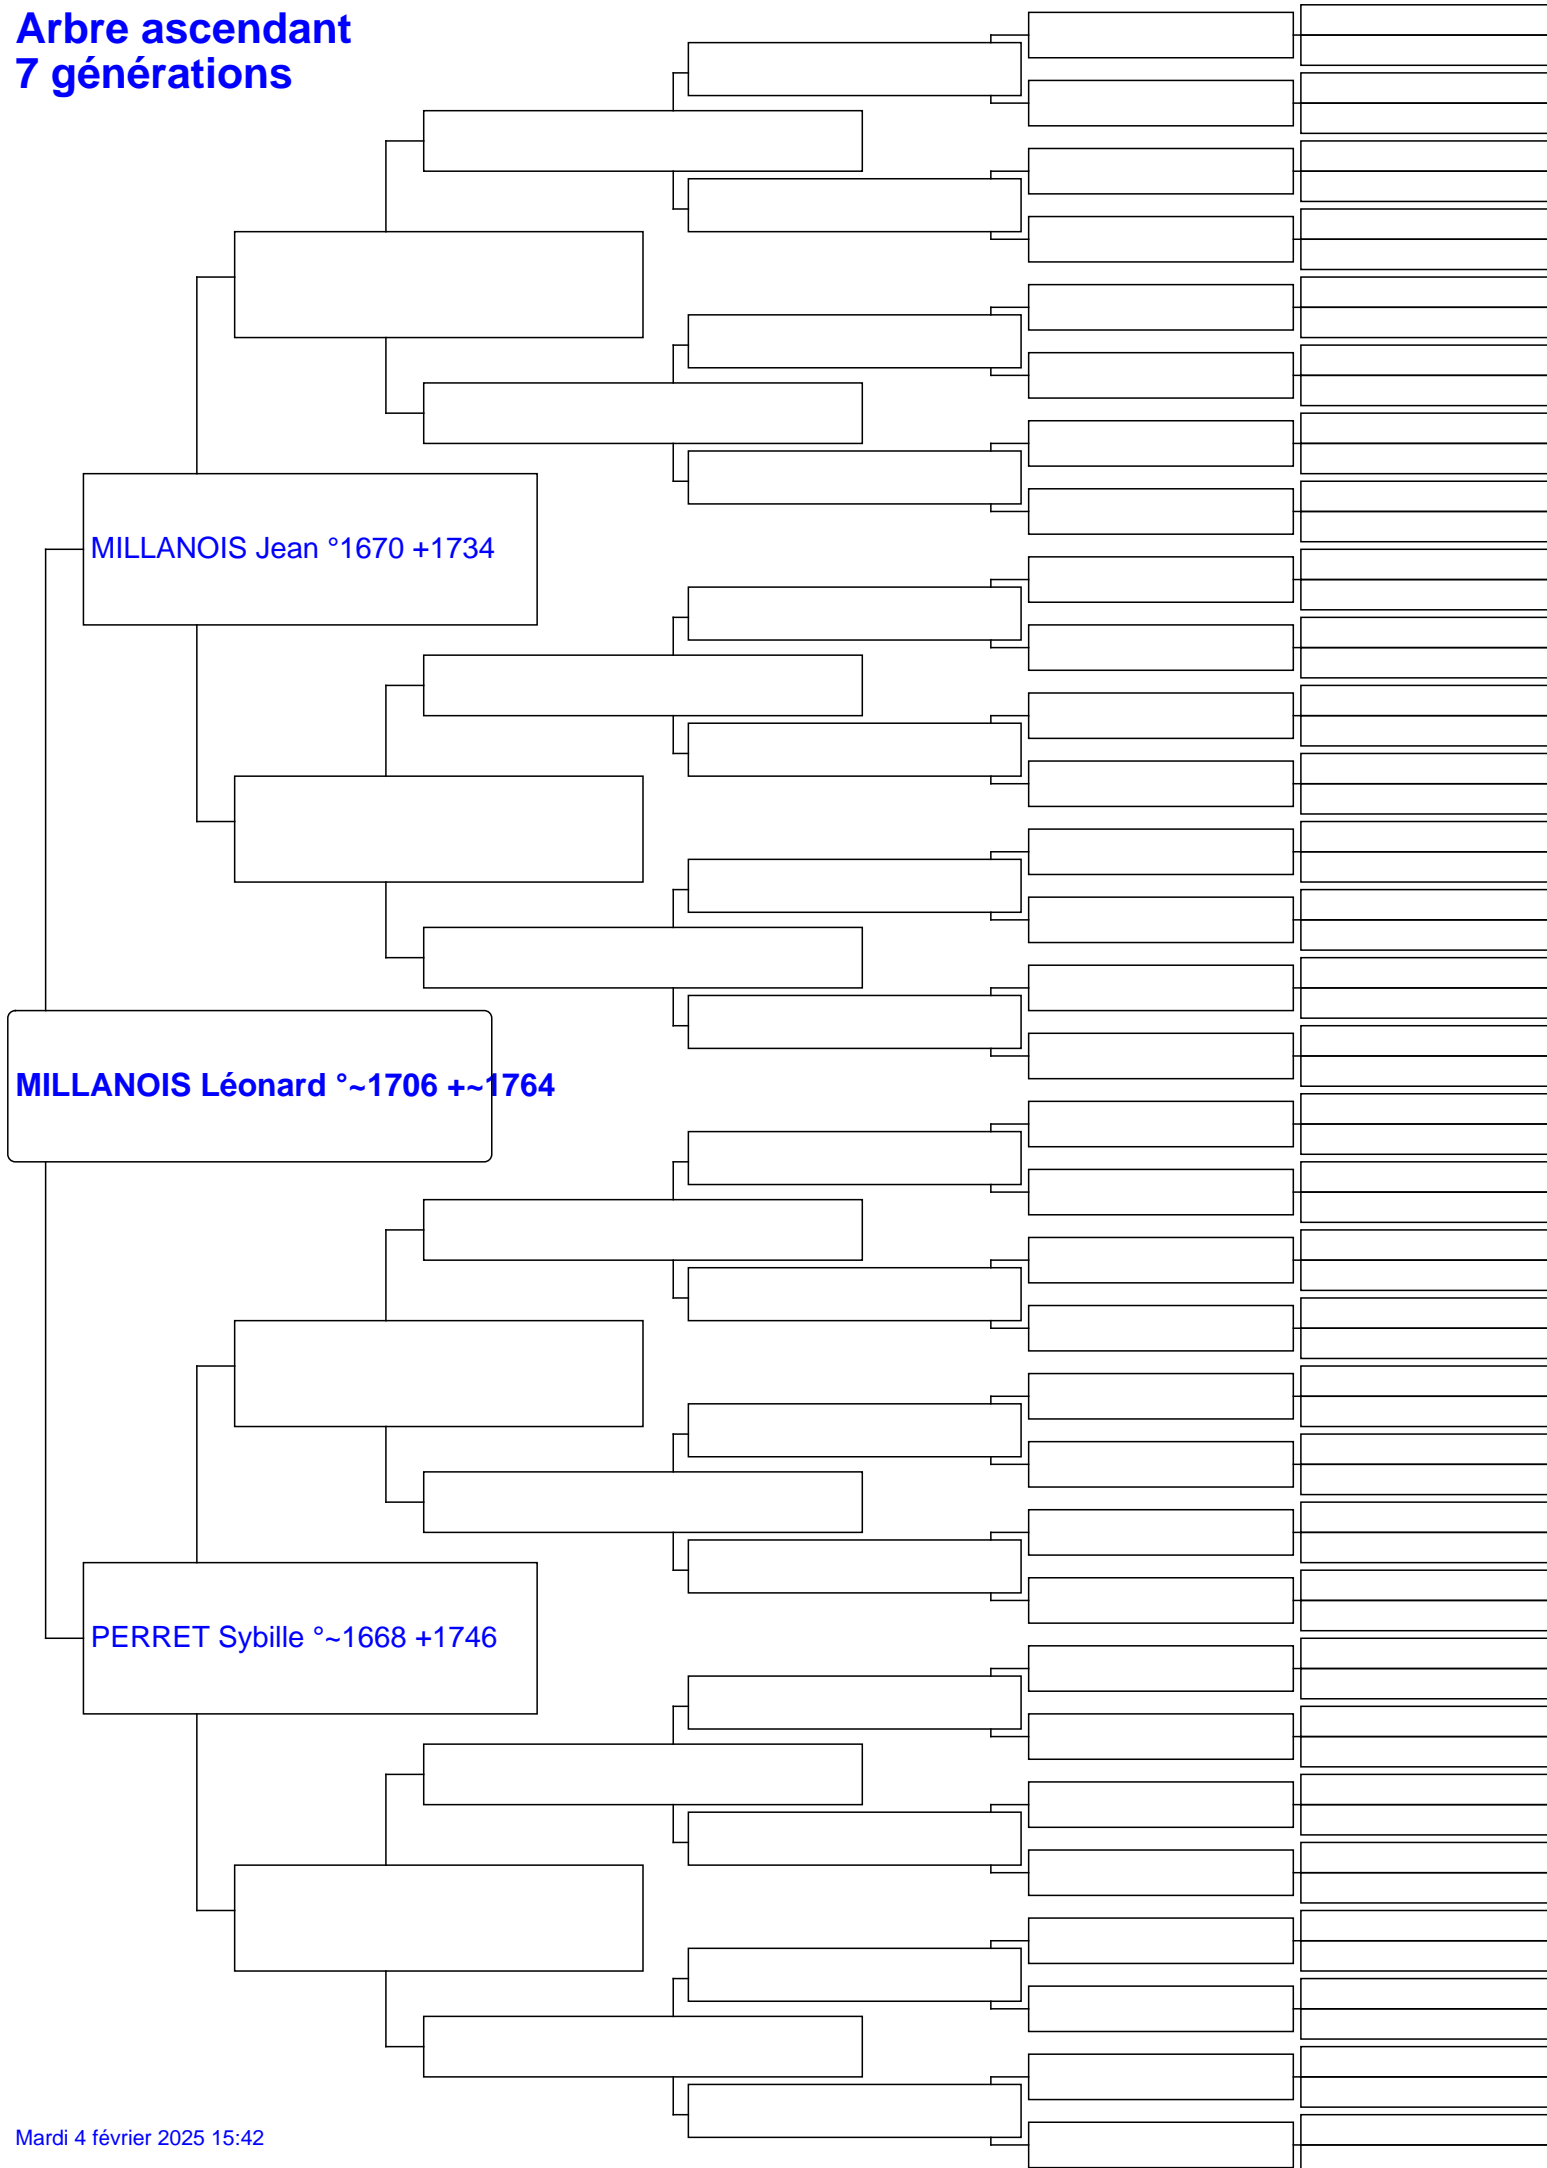 Arbre ascendant
7 générations
MILLANOIS Jean °1670 +1734
MILLANOIS Léonard °~1706 +~1764
PERRET Sybille °~1668 +1746
Mardi 4 février 2025 15:42